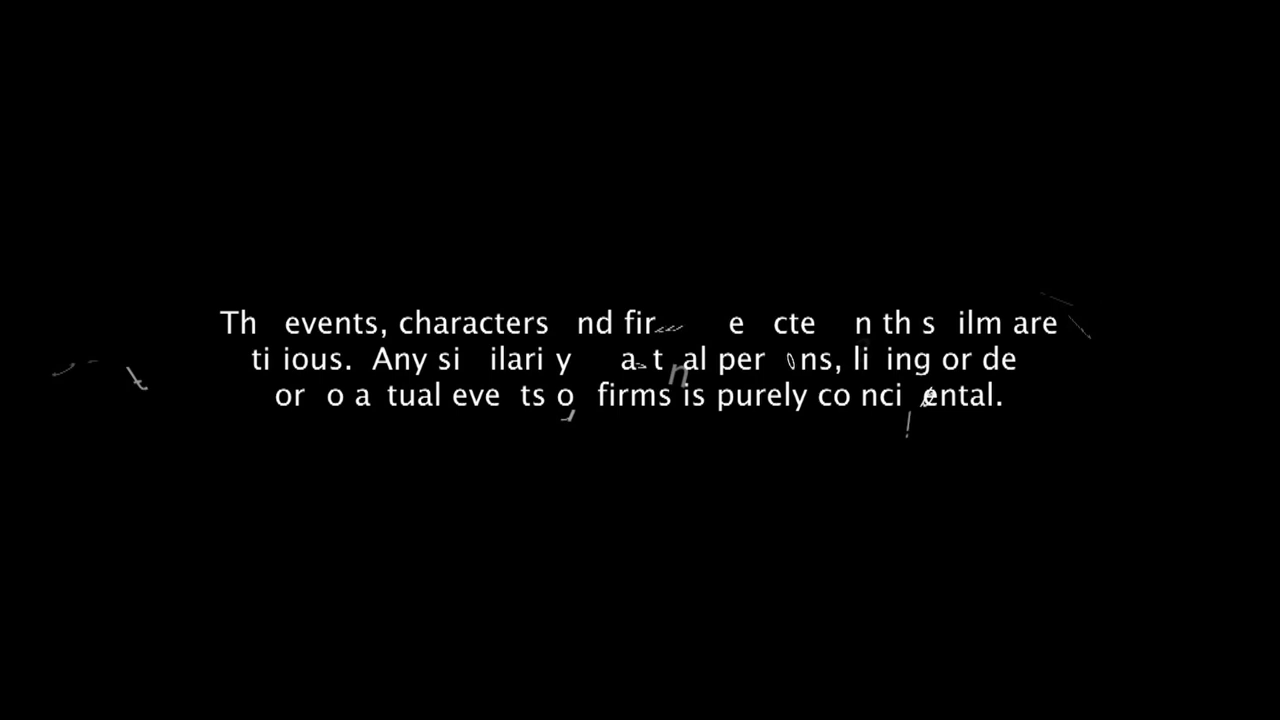 Th events, characters nd fir e cte n th s ilm are
ti ious. Any si ilari y a t al per ons, li ing or de
or o a tual eve ts o firms is purely co nci ental.